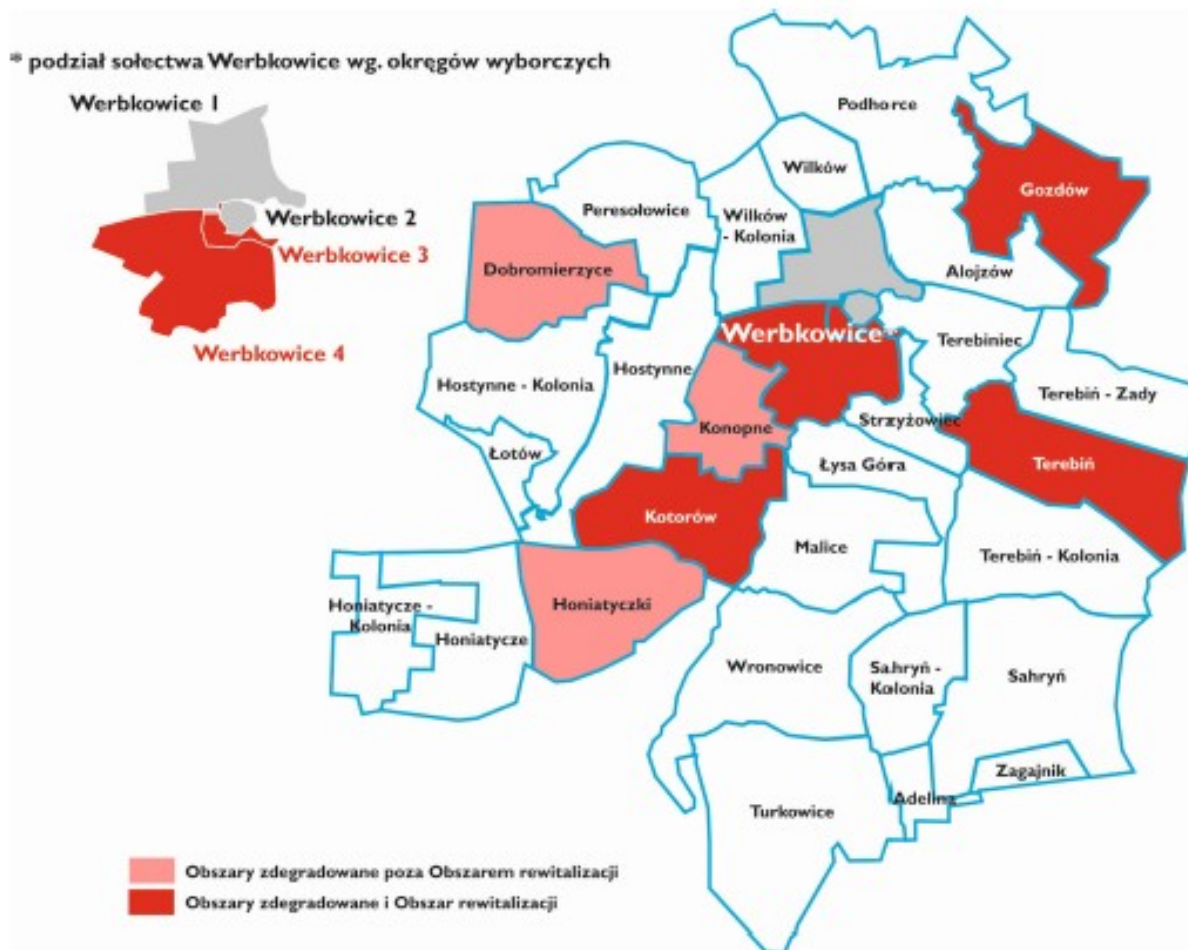 * podział sołectwa Werbkowice wg. okręgów wyborczych
Werbkowice 1
Werbkowice 2
Werbkowice 3
Werbkowice 4
Podhorce
Wilków
Gozdów
Peresołowice
Wilków
- Kolonia
Dobromierzyce
Alojzów
Werbkowice
Terebiniec
Hostynne
Hostynne - Kolonia
Terebiń - Zady
Konopne
Strzyżowiec
Łotów
Łysa Góra
Terebiń
Kotorów
Malice
Terebiń - Kolonia
Honiatycze -
Kolonia
Honiatyczki
Honiatycze
Wronowice
Sahryń -
Kolonia
Sahryń
Zagajnik
Adelina
Turkowice
Obszary zdegradowane poza Obszarem rewitalizacji
Obszary zdegradowane i Obszar rewitalizacji